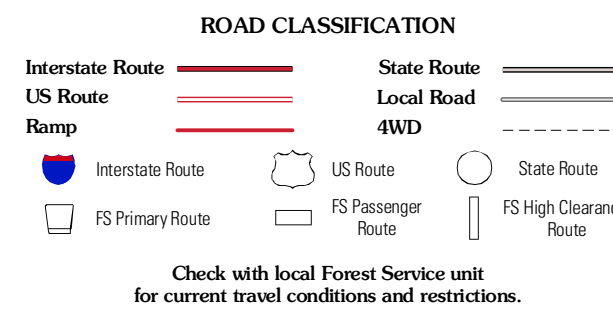 ROAD CLASSIFICATION
Interstate Route
State Route
US Route
Local Road
Ramp
4WD
Interstate Route
US Route
State Route
FS Primary Route
FS Passenger
Route
FS High
Route
Check with local Forest Service unit
for current travel conditions and restrictions.